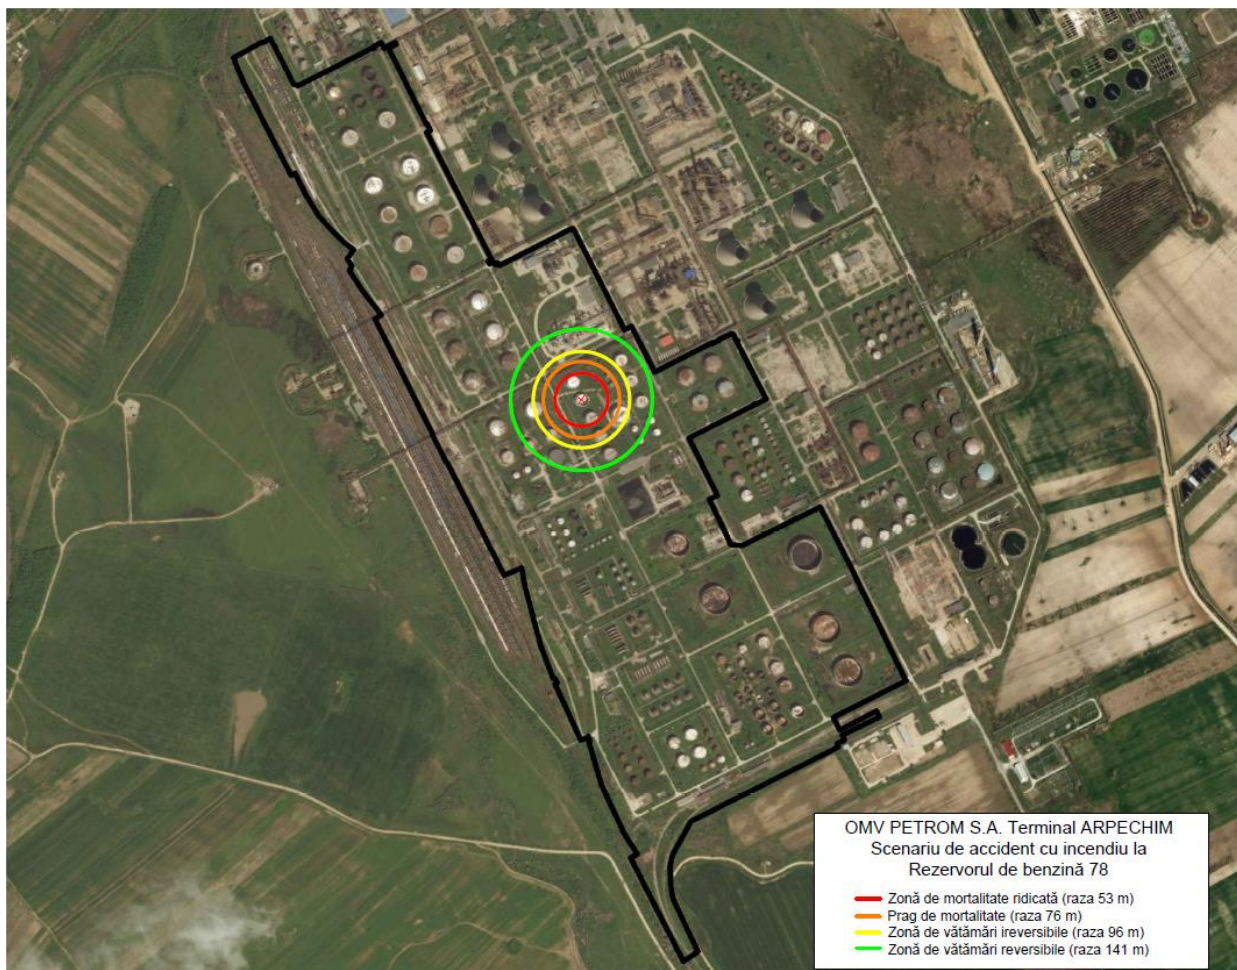 OMV PETROM S.A. Terminal ARPECHIM
Scenariu de accident cu incendiu la
Rezervorul de benzină 78
Zonă de mortalitate ridicată (raza 53 m)
Prag de mortalitate (raza 76 m)
Zonă de vătămări ireversibile (raza 96 m)
Zonă de vătămări reversibile (raza 141 m)